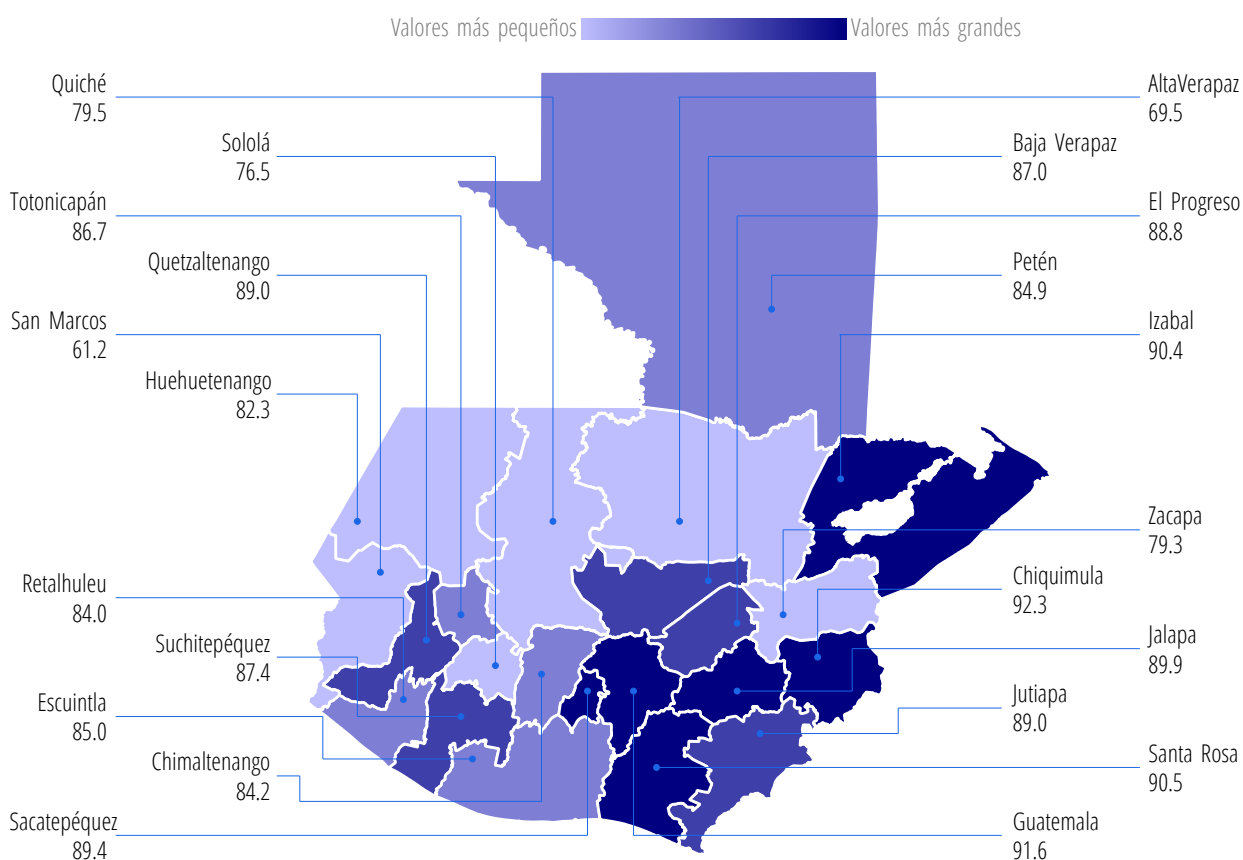 Valores más pequeños
Valores más grandes
Quiché
79.5
Sololá
76.5
Totonicapán
86.7
Quetzaltenango
89.0
San Marcos
61.2
Huehuetenango
82.3
Retalhuleu
84.0
Suchitepéquez
87.4
Escuintla
85.0
Chimaltenango
84.2
Sacatepéquez
89.4
AltaVerapaz
69.5
Baja Verapaz
87.0
El Progreso
88.8
Petén
84.9
Izabal
90.4
Zacapa
79.3
Chiquimula
92.3
Jalapa
89.9
Jutiapa
89.0
Santa Rosa
90.5
Guatemala
91.6